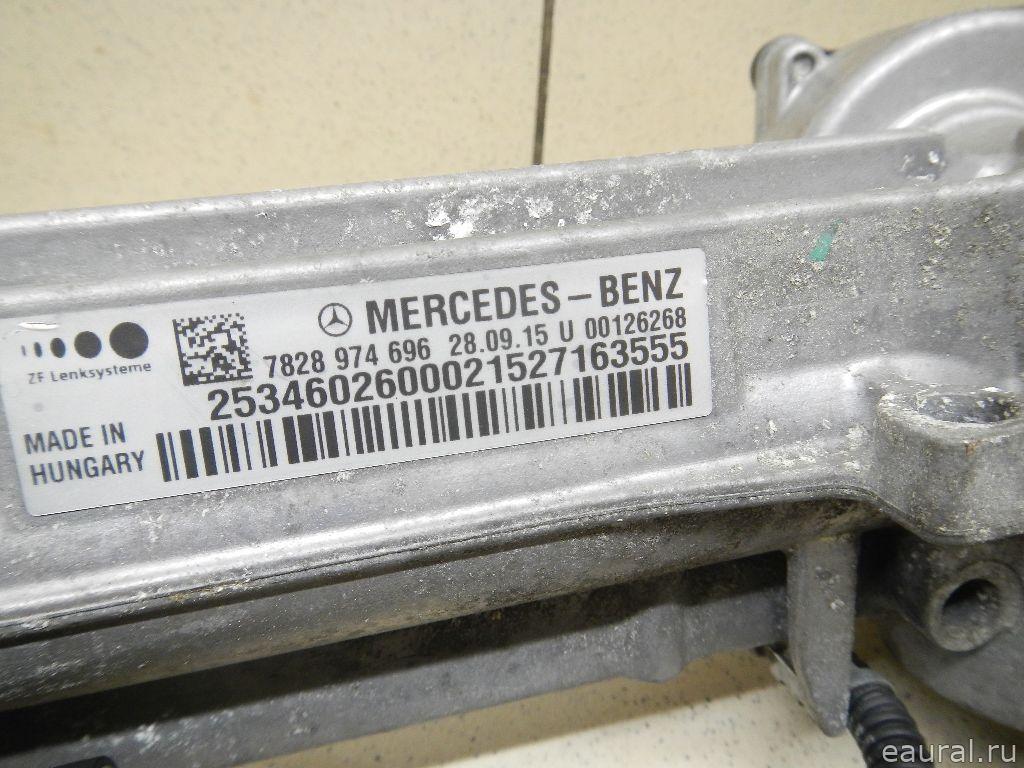 MERCEDES-BENZ
7828 974 696 28.09.15 U 00126268
2534602600021527163555
ZF Lenksysteme
MADE IN
HUNGARY
eaural.ru